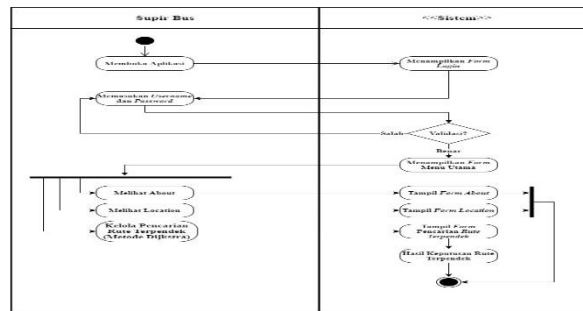 Supir Bus
<<Sistem>>
Membuka Aplikasi
Menampilkan Form
Login
Memasukan Username
dan Password
Salah
Validasi?
Benar
Menampilkan Form
Menu Utama
Melihat About
Tampil Form About
Melihat Location
Tampil Form Location
Kelola Pencarian
Rute Terpendek
(Metode Dijkstra)
Tampil Form
Pencarian Rute
Terpendek
Hasil Keputusan Rute
Terpendek